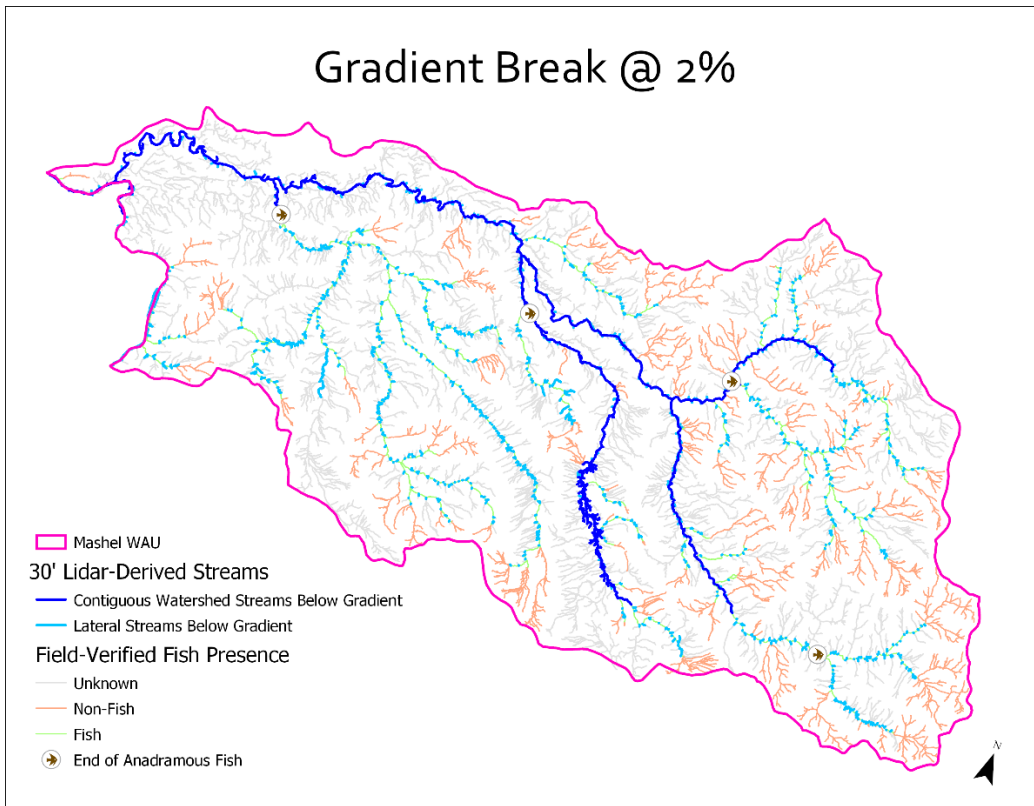 Gradient Break @ 2%
Mashel WAU
30' Lidar-Derived Streams
Contiguous Watershed Streams Below Gradient
Lateral Streams Below Gradient
Field-Verified Fish Presence
Unknown
Non-Fish
Fish
End of Anadramous Fish
N